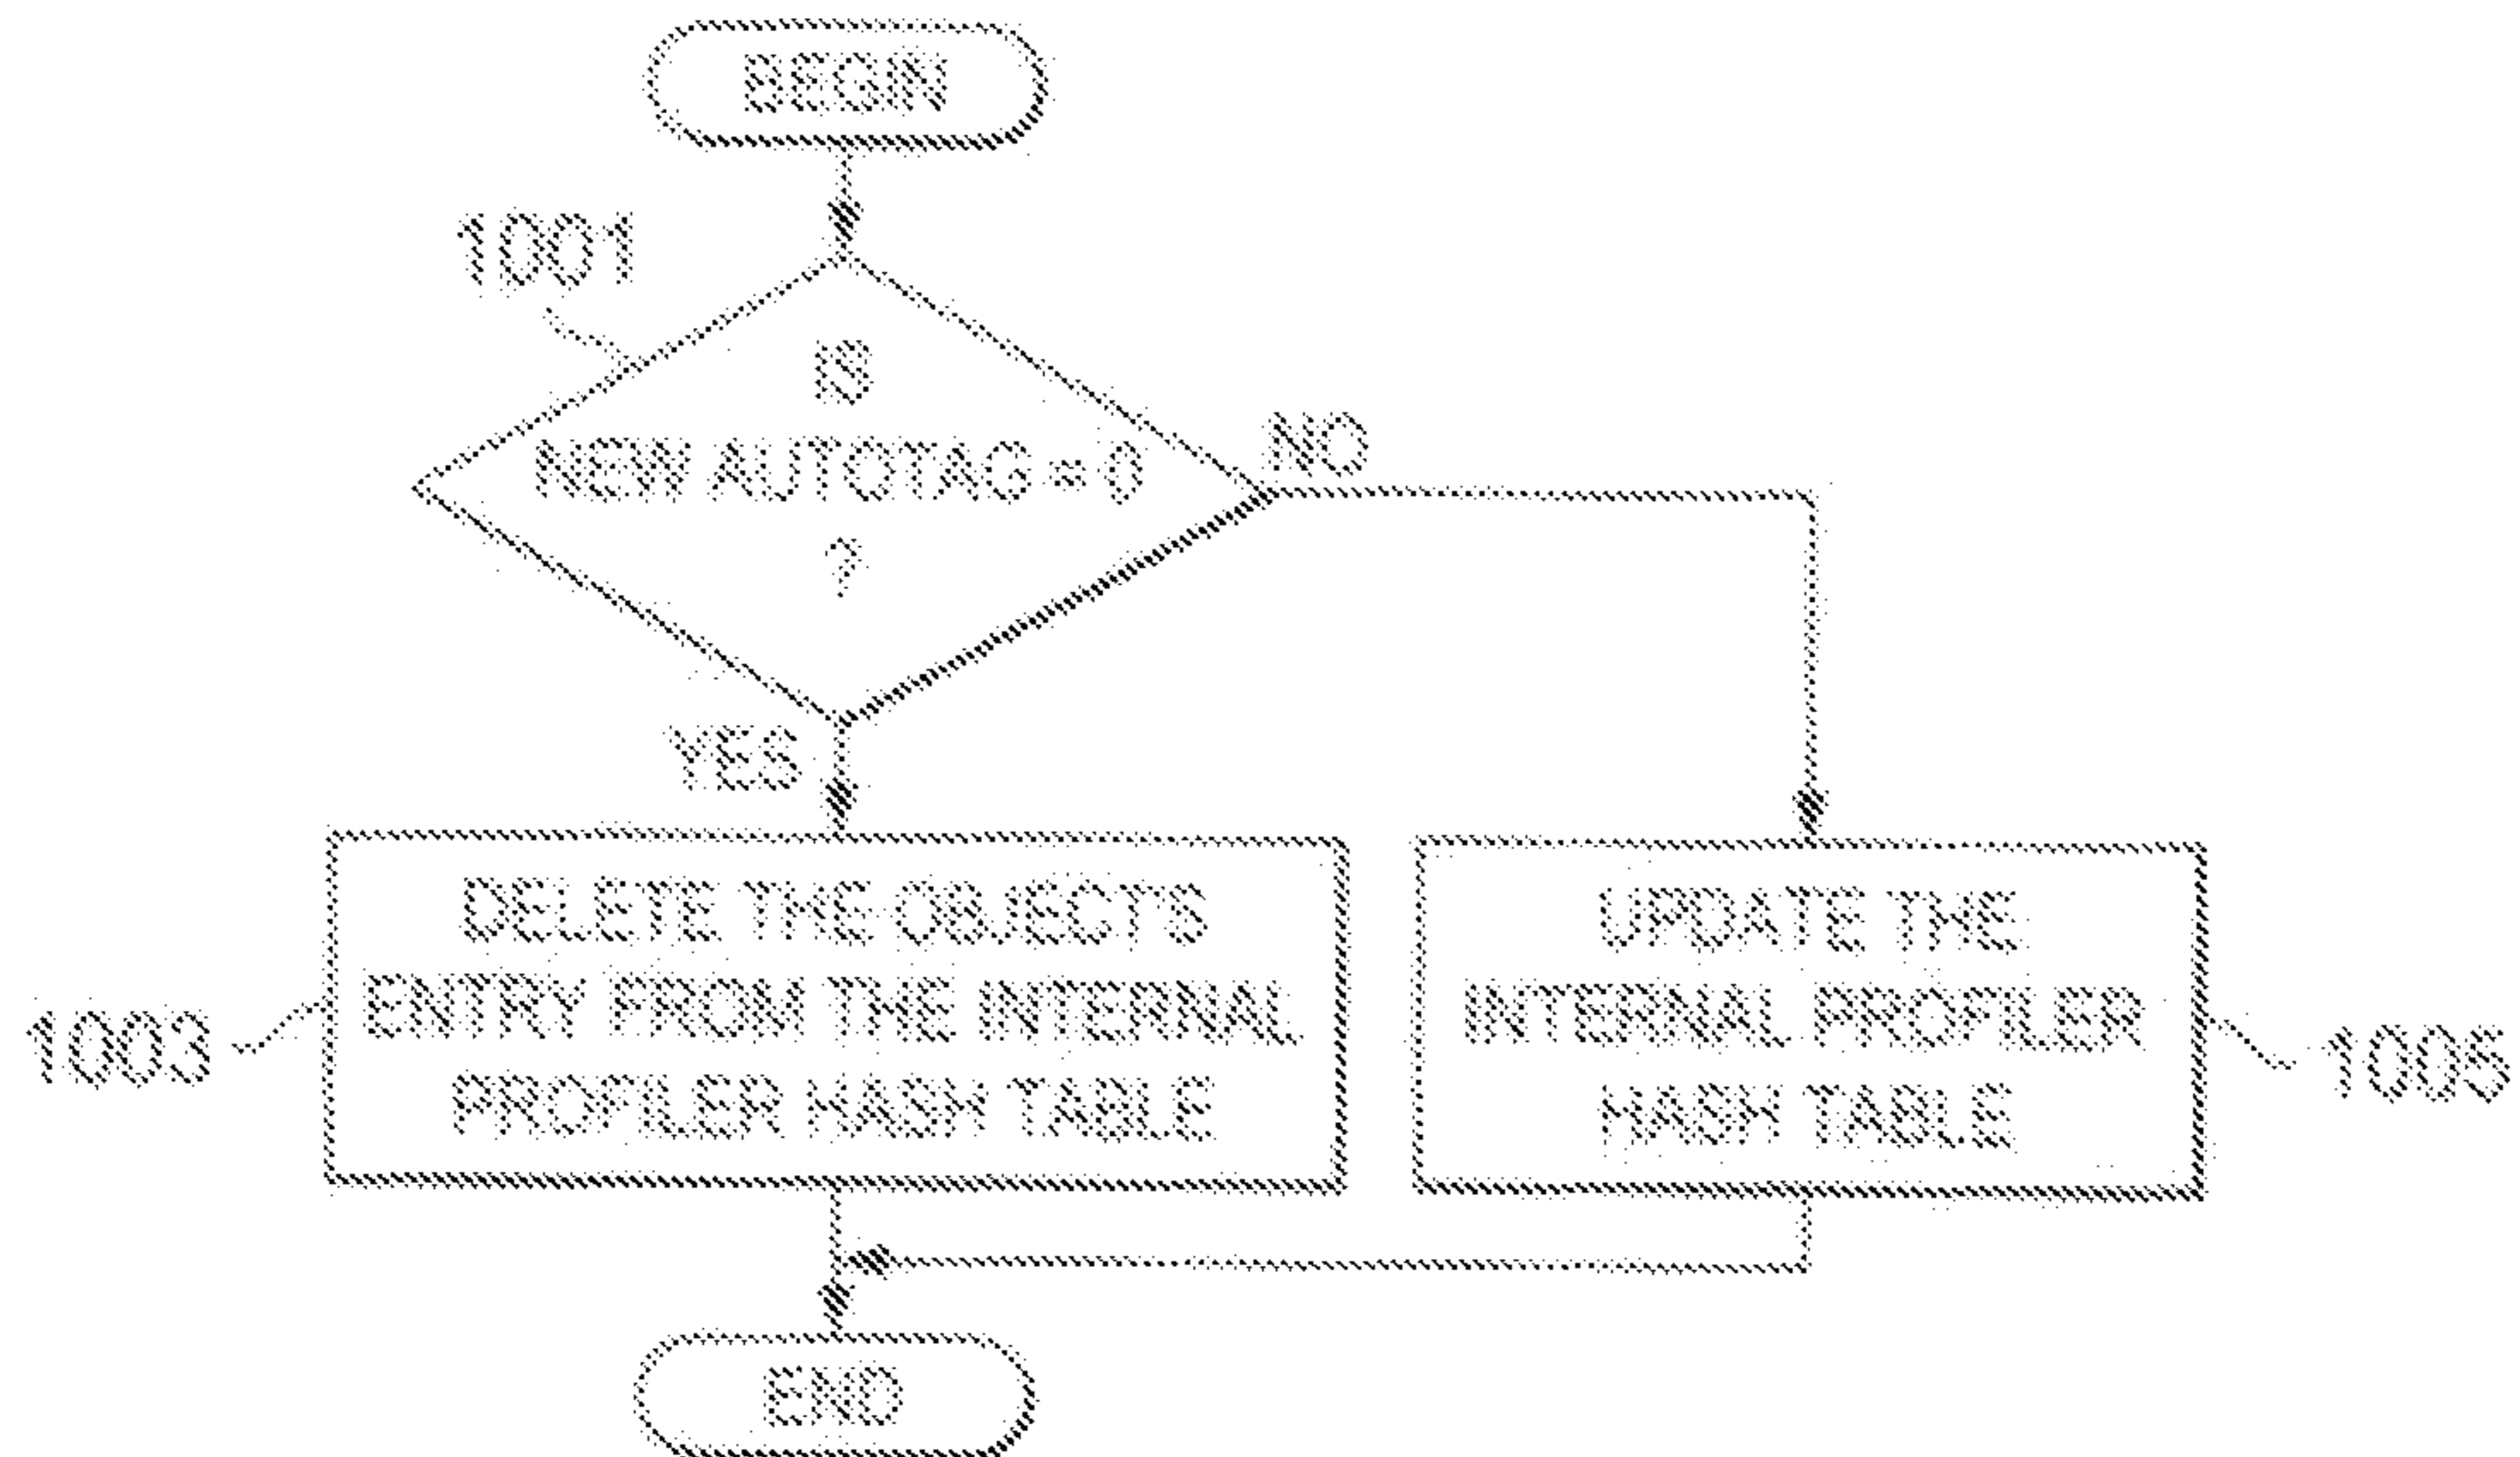 BEGIN
1001
IS
NEW AUTOTAG = 0
?
NO
YES
DELETE THE OBJECTS
ENTRY FROM THE INTERNAL
PROFILER HASH TABLE
1003
UPDATE THE
INTERNAL PROFILER
HASH TABLE
1005
END